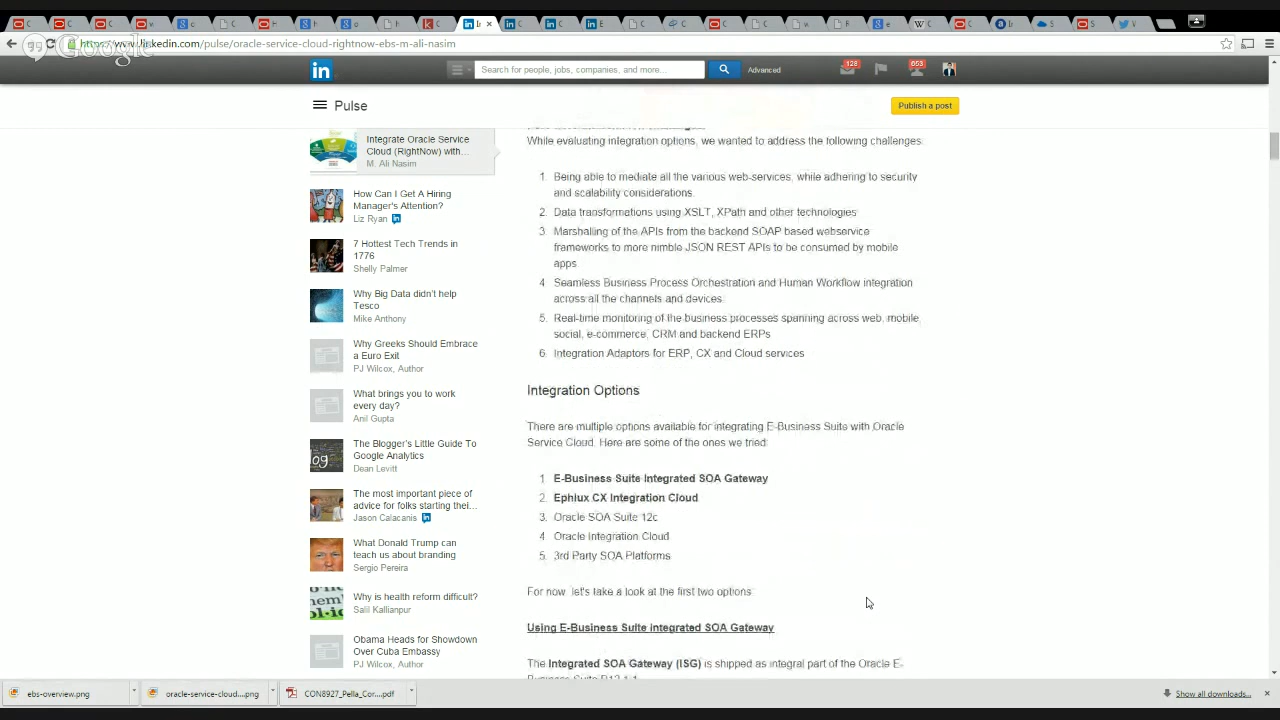 https://www.linkedin.com/pulse/oracle-service-cloud-rightnow-ebs-m-ali-nasim
Google
in
Search for people, jobs, companies, and more...
Advanced
128
653
Pulse
Publish a post
Integrate Oracle Service
Cloud (RightNow) with...
M. Ali Nasim
How Can I Get A Hiring
Manager's Attention?
Liz Ryan in
7 Hottest Tech Trends in
1776
Shelly Palmer
Why Big Data didn't help
Tesco
Mike Anthony
Why Greeks Should Embrace
a Euro Exit
PJ Wilcox, Author
What brings you to work
every day?
Anil Gupta
The Blogger's Little Guide To
Google Analytics
Dean Levitt
The most important piece of
advice for folks starting thei...
Jason Calacanis in
What Donald Trump can
teach us about branding
Sergio Pereira
Why is health reform difficult?
Salil Kallianpur
Obama Heads for Showdown
Over Cuba Embassy
PJ Wilcox, Author
While evaluating integration options, we wanted to address the following challenges:
1. Being able to mediate all the various web-services, while adhering to security
and scalability considerations.
2. Data transformations using XSLT, XPath and other technologies
3. Marshalling of the APIs from the backend SOAP based webservice
frameworks to more nimble JSON REST APIs to be consumed by mobile
apps
4. Seamless Business Process Orchestration and Human Workflow integration
across all the channels and devices.
5. Real-time monitoring of the business processes spanning across web, mobile,
social, e-commerce, CRM and backend ERPs
6. Integration Adaptors for ERP, CX and Cloud services
Integration Options
There are multiple options available for integrating E-Business Suite with Oracle
Service Cloud. Here are some of the ones we tried:
1. E-Business Suite Integrated SOA Gateway
2. Ephlux CX Integration Cloud
3. Oracle SOA Suite 12c
4. Oracle Integration Cloud
5. 3rd Party SOA Platforms
For now, let's take a look at the first two options
Using E-Business Suite integrated SOA Gateway
The Integrated SOA Gateway (ISG) is shipped as integral part of the Oracle E-
Business Suite R12.1.1
ebs-overview.png
oracle-service-cloud....png
CON8927_Pella_Cor....pdf
Show all downloads...